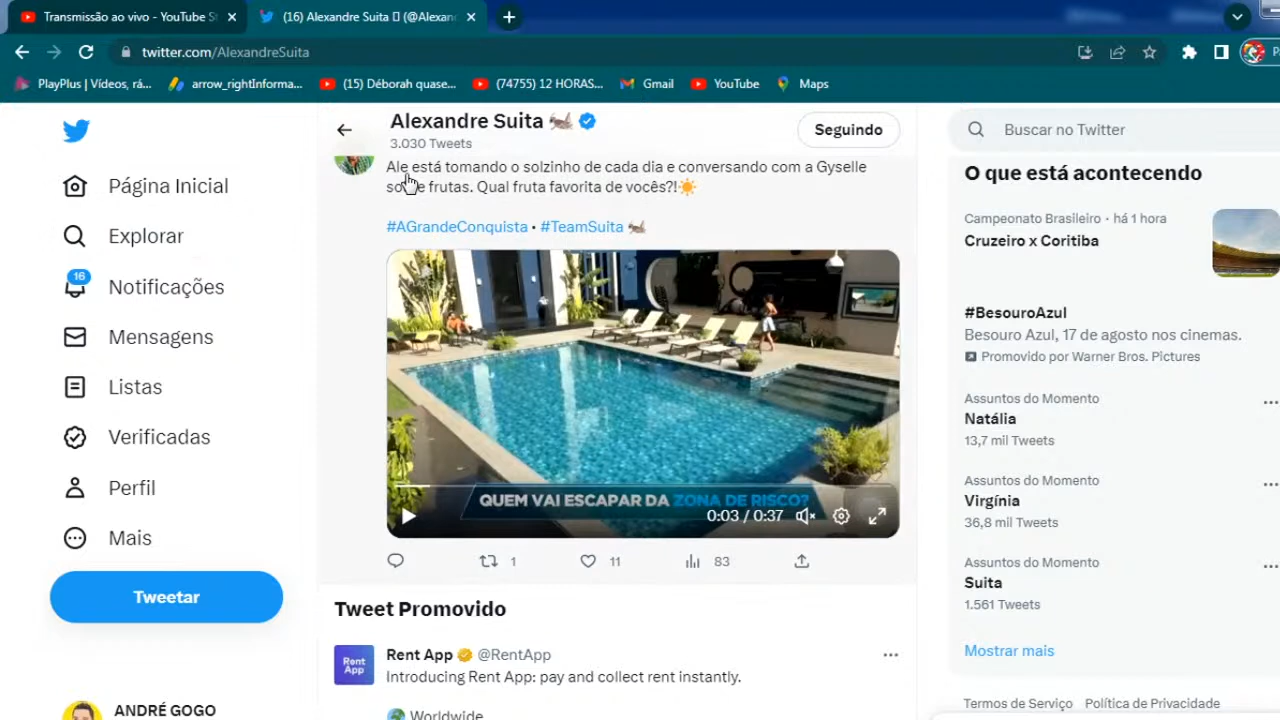 Transmissão ao vivo - YouTube S
(16) Alexandre Suita (@Alexan
twitter.com/AlexandreSuita
PlayPlus | Vídeos, rá...
arrow_rightInforma...
(15) Déborah quase...
(74755) 12 HORAS...
Gmail
YouTube
Maps
Página Inicial
Explorar
16
Notificações
Mensagens
Listas
Verificadas
Perfil
Mais
Tweetar
ANDRÉ GOGO
Alexandre Suita
3.030 Tweets
Seguindo
Ale está tomando o solzinho de cada dia e conversando com a Gyselle
frutas. Qual fruta favorita de vocês?!
#AGrandeConquista • #TeamSuita
QUEM VAI ESCAPAR DA ZONA DE RISCO?
0:03 / 0:37
1
11
83
Tweet Promovido
Rent App @RentApp
Rent
App
Introducing Rent App: pay and collect rent instantly.
Worldwide
Buscar no Twitter
O que está acontecendo
Campeonato Brasileiro · há 1 hora
Cruzeiro x Coritiba
#BesouroAzul
Besouro Azul, 17 de agosto nos cinemas.
Promovido por Warner Bros. Pictures
Assuntos do Momento
Natália
13,7 mil Tweets
Assuntos do Momento
Virgínia
36,8 mil Tweets
Assuntos do Momento
Suita
1.561 Tweets
Mostrar mais
Termos de Serviço Política de Privacidade